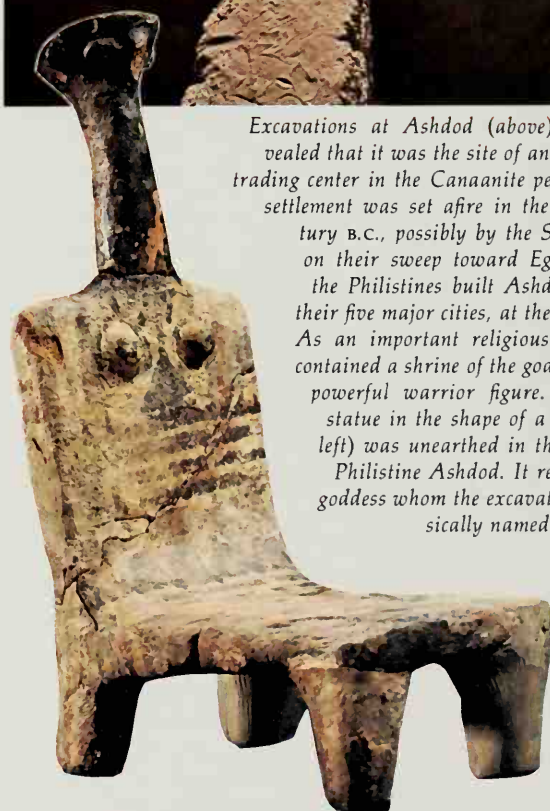 Excavations at Ashdod (above)
vealed that it was the site of an
trading center in the Canaanite pe
settlement was set afire in the
tury B.C., possibly by the S
on their sweep toward Eg
the Philistines built Ashd
their five major cities, at the
As an important religious
contained a shrine of the goa
powerful warrior figure.
statue in the shape of a
left) was unearthed in th
Philistine Ashdod. It re
goddess whom the excavat
sically named